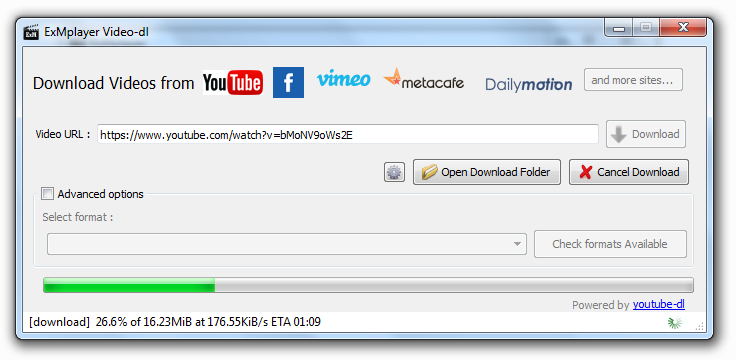 ExM ExMplayer Video-dl
Download Videos from YouTube f vimeo metacafe Dailymotion and more sites...
Video URL : https://www.youtube.com/watch?v=bMoNV9oWs2E Download
Open Download Folder Cancel Download
Advanced options
Select format :
Check formats Available
Powered by youtube-dl
[download] 26.6% of 16.23MiB at 176.55KiB/s ETA 01:09